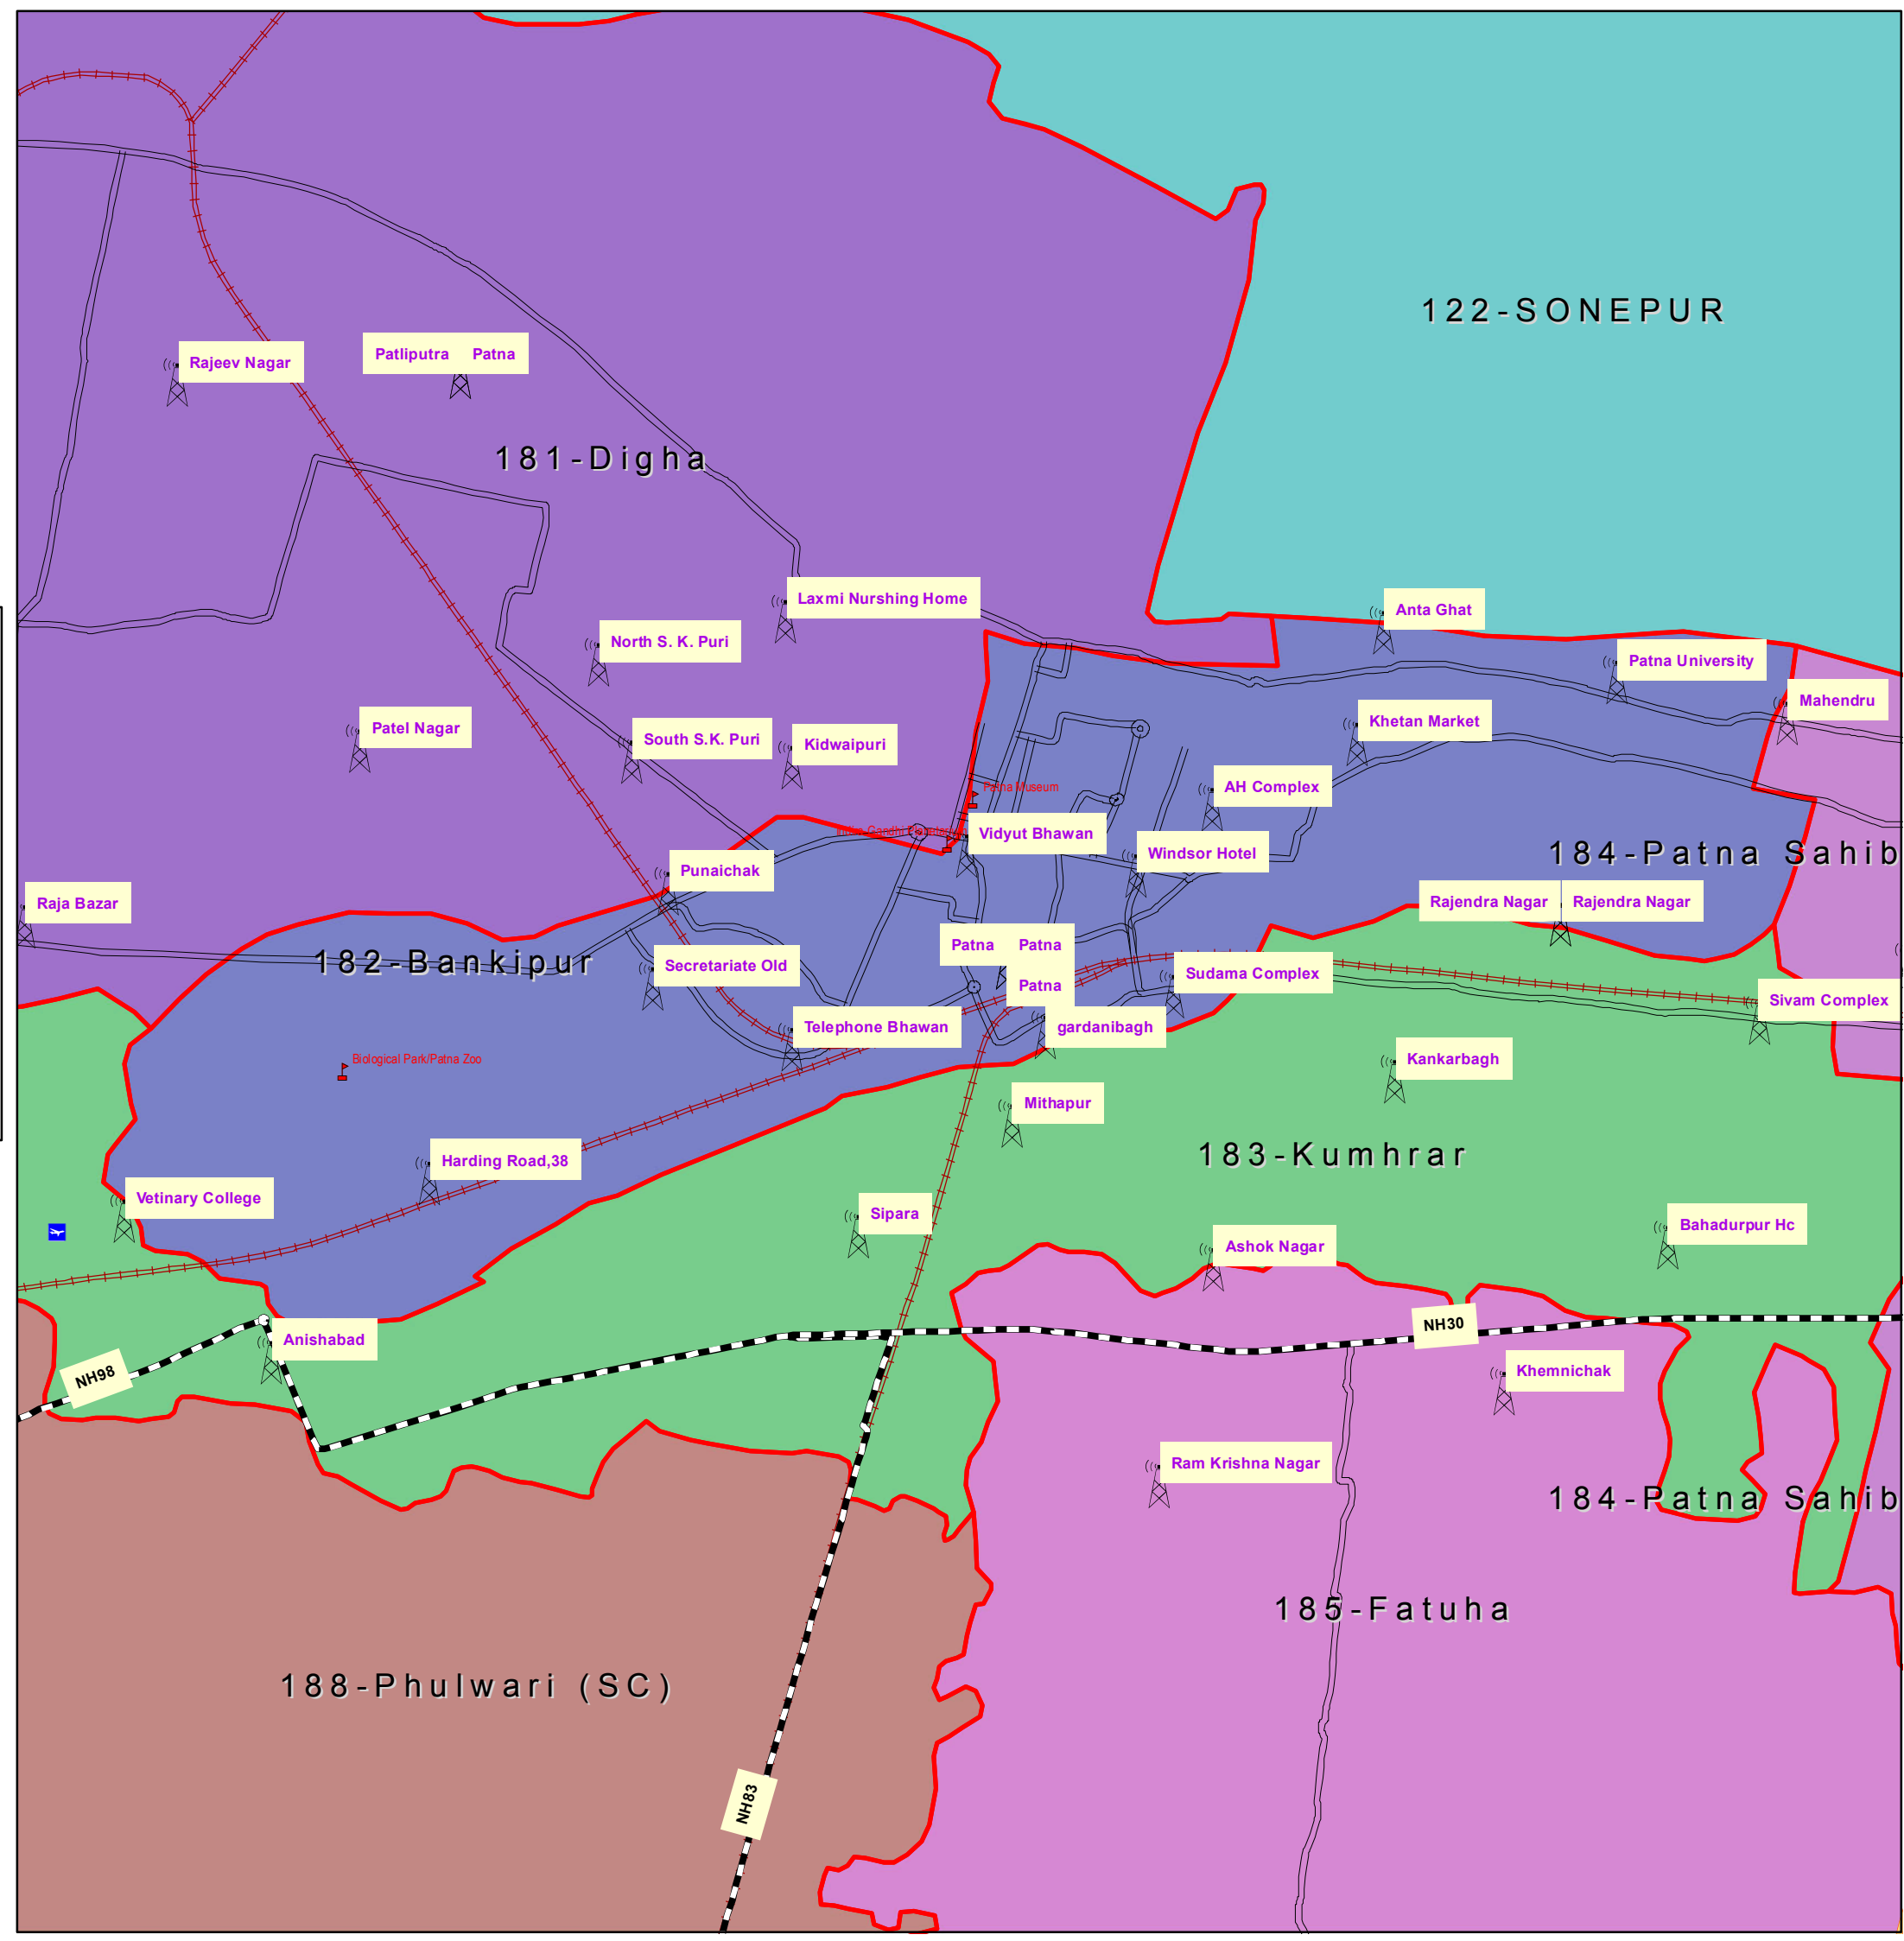 122-SONEPUR
Rajeev Nagar
Patliputra Patna
181-Digha
Laxmi Nurshing Home
Anta Ghat
North S. K. Puri
Patna University
Mahendru
Patel Nagar
South S.K. Puri
Kidwaipuri
Khetan Market
Patna Museum
AH Complex
Vidyut Bhawan
Windsor Hotel
184-Patna Sahib
Punaichak
Raja Bazar
Rajendra Nagar
Rajendra Nagar
182-Bankipur
Patna Patna
Secretariate Old
Sudama Complex
Patna
Sivam Complex
Telephone Bhawan
gardanibagh
Biological Park/Patna Zoo
Kankarbagh
Mithapur
183-Kumhrar
Harding Road,38
Vetinary College
Sipara
Bahadurpur Hc
Ashok Nagar
NH30
Anishabad
NH98
Khemnichak
Ram Krishna Nagar
184-Patna Sahib
185-Fatuha
188-Phulwari (SC)
NH83